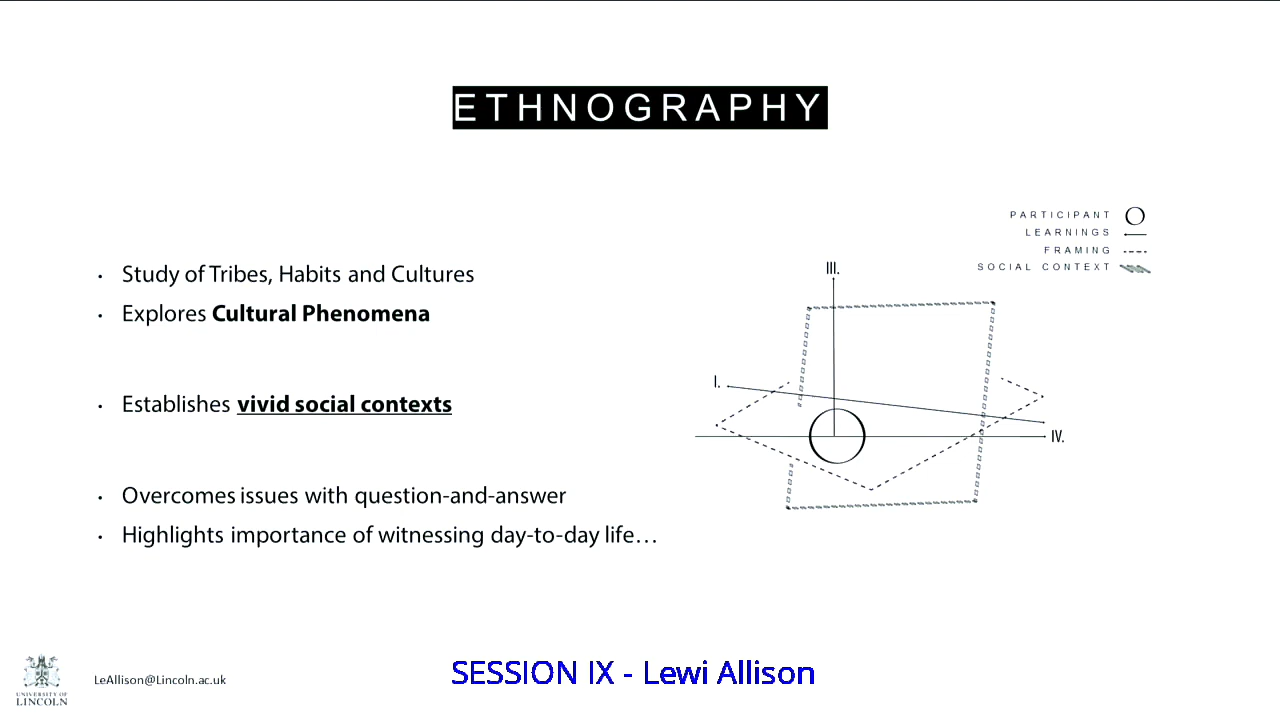 ETHNOGRAPHY
PARTICIPANT
LEARNINGS
FRAMING
SOCIAL CONTEXT
• Study of Tribes, Habits and Cultures
• Explores Cultural Phenomena
• Establishes vivid social contexts
• Overcomes issues with question-and-answer
• Highlights importance of witnessing day-to-day life…
III.
I.
IV.
UNIVERSITY OF
LINCOLN
LeAllison@Lincoln.ac.uk
SESSION IX - Lewi Allison